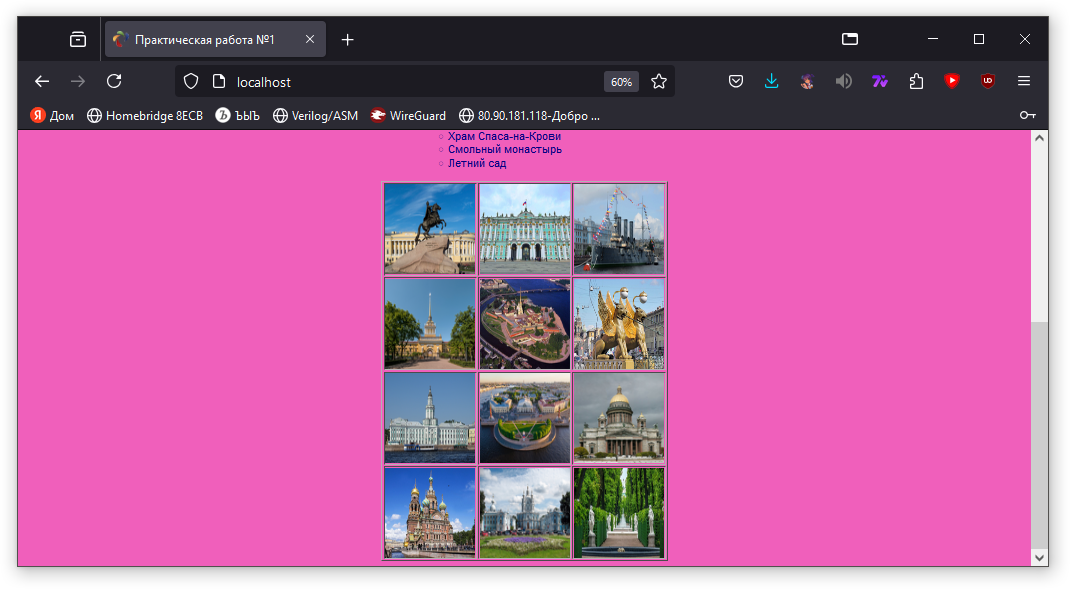 Практическая работа №1
localhost
60%
Я Дом
Homebridge 8ECB
Ъ ЪЫЬ
Verilog/ASM
WireGuard
80.90.181.118-Добро ...
Храм Спаса-на-Крови
Смольный монастырь
Летний сад